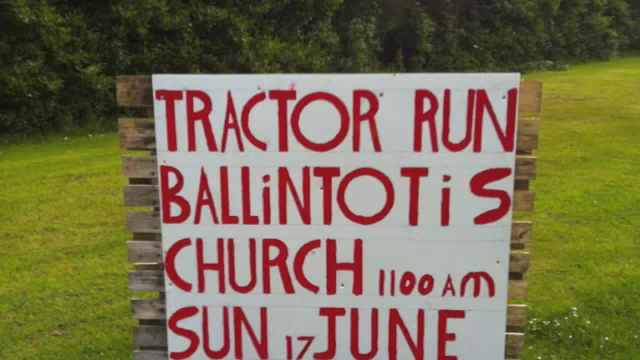 TRACTOR RUN
BALLiNTOTiS
CHURCH 1100 AM
SUN 17 JUNE